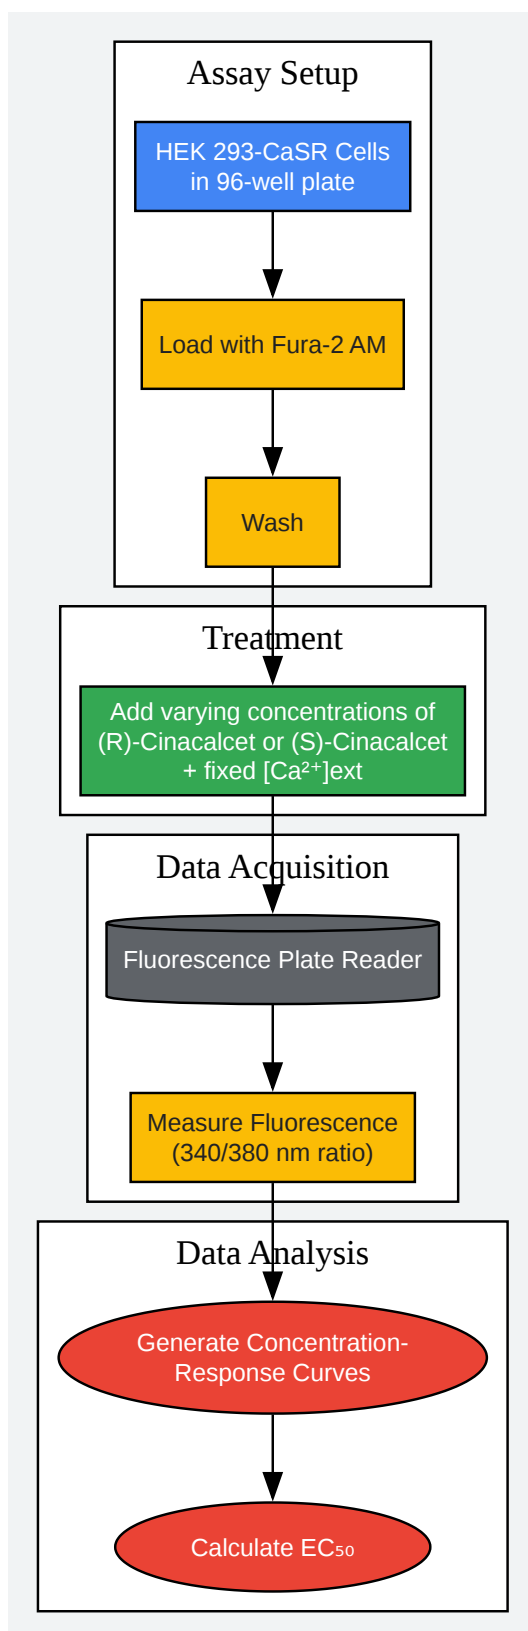 Assay Setup
HEK 293-CaSR Cells
in 96-well plate
Load with Fura-2 AM
Wash
Treatment
Add varying concentrations of
(R)-Cinacalcet or (S)-Cinacalcet
+ fixed [Ca²⁺]ext
Data Acquisition
Fluorescence Plate Reader
Measure Fluorescence
(340/380 nm ratio)
Data Analysis
Generate Concentration-
Response Curves
Calculate EC₅₀